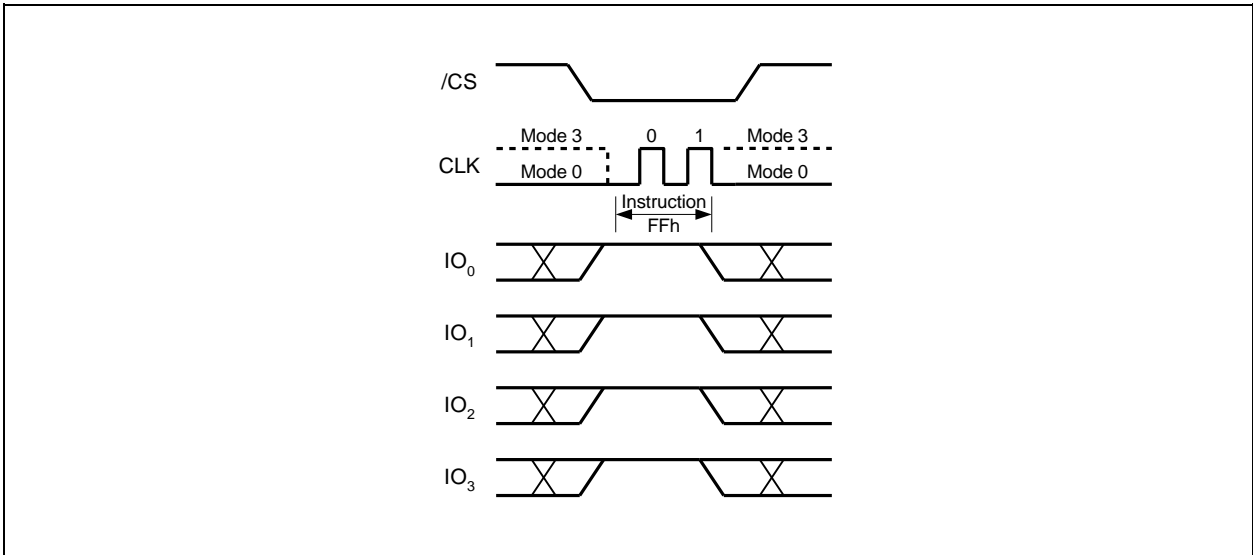 /CS
Mode 3 0 1 Mode 3
CLK
Mode 0 Mode 0
Instruction
FFh
IO0
IO1
IO2
IO3